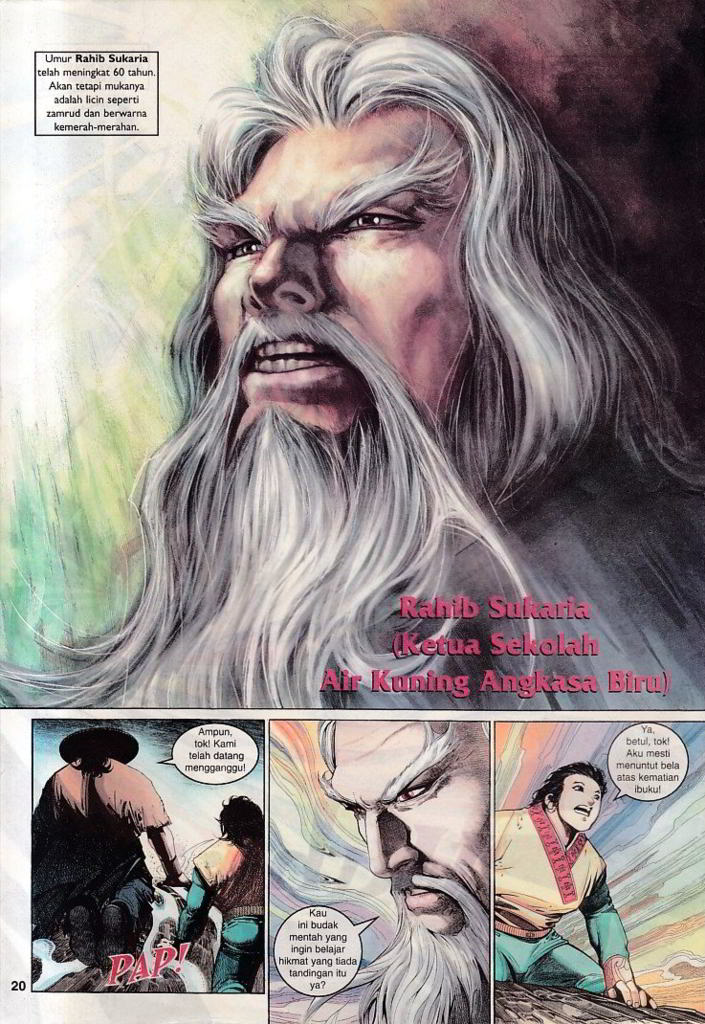 Umur Rahib Sukaria
telah meningkat 60 tahun.
Akan tetapi mukanya
adalah licin seperti
zamrud dan berwarna
kemerah-merahan.
Rahib Sukaria
(Ketua Sekolah
Air Kuning Angkasa Biru)
Ampun,
tok! Kami
telah datang
mengganggu!
PAP!
Kau
ini budak
mentah yang
ingin belajar
hikmat yang tiada
tandingan itu
ya?
Ya,
betul, tok!
Aku mesti
menuntut bela
atas kematian
ibuku!
20